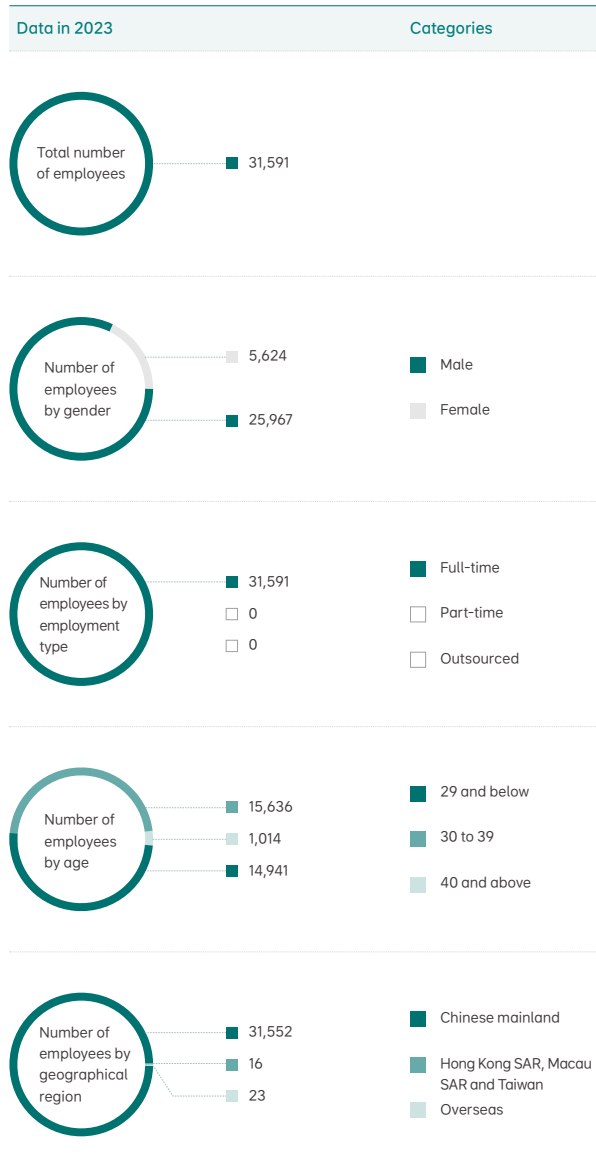 Data in 2023
Categories
Total number
of employees
31,591
Number of
employees
by gender
5,624
25,967
Male
Female
Number of
employees by
employment
type
31,591
0
0
Full-time
Part-time
Outsourced
Number of
employees
by age
15,636
1,014
14,941
29 and below
30 to 39
40 and above
Number of
employees by
geographical
region
31,552
16
23
Chinese mainland
Hong Kong SAR, Macau
SAR and Taiwan
Overseas